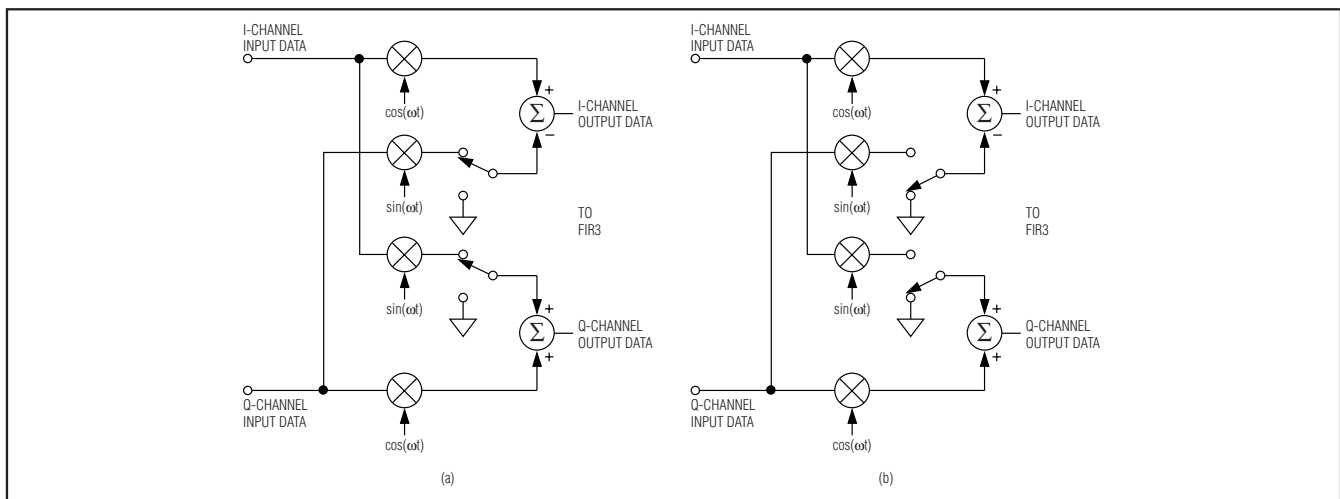 I-CHANNEL
INPUT DATA
cos(ωt)
+
Σ
−
I-CHANNEL
OUTPUT DATA
sin(ωt)
TO
FIR3
sin(ωt)
+
Σ
+
Q-CHANNEL
OUTPUT DATA
Q-CHANNEL
INPUT DATA
cos(ωt)
(a)
I-CHANNEL
INPUT DATA
cos(ωt)
+
Σ
−
I-CHANNEL
OUTPUT DATA
sin(ωt)
TO
FIR3
sin(ωt)
+
Σ
+
Q-CHANNEL
OUTPUT DATA
Q-CHANNEL
INPUT DATA
cos(ωt)
(b)